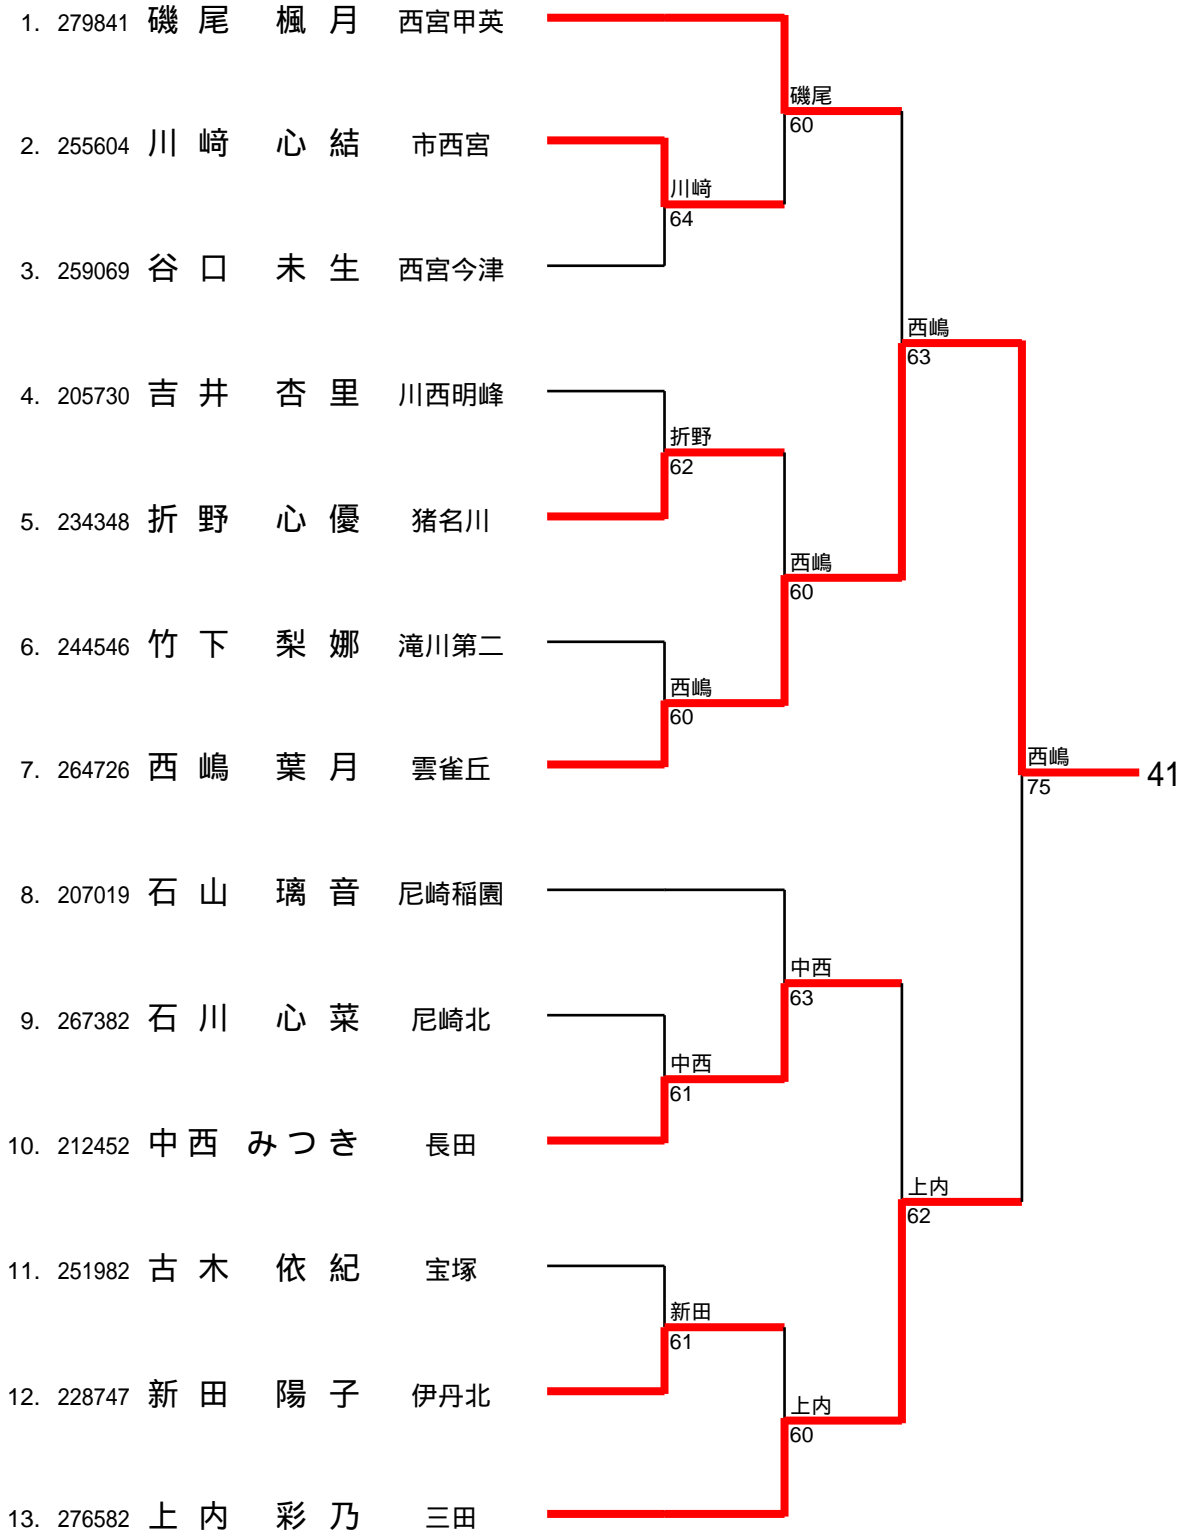 1. 279841 磯尾 楓月 西宮甲英
磯尾
60
2. 255604 川﨑 心結 市西宮
川﨑
64
3. 259069 谷口 未生 西宮今津
西嶋
63
4. 205730 吉井 杏里 川西明峰
折野
62
5. 234348 折野 心優 猪名川
西嶋
60
6. 244546 竹下 梨娜 滝川第二
西嶋
60
7. 264726 西嶋 葉月 雲雀丘
西嶋
75
41
8. 207019 石山 璃音 尼崎稲園
中西
63
9. 267382 石川 心菜 尼崎北
中西
61
10. 212452 中西 みつき 長田
上内
62
11. 251982 古木 依紀 宝塚
新田
61
12. 228747 新田 陽子 伊丹北
上内
60
13. 276582 上内 彩乃 三田